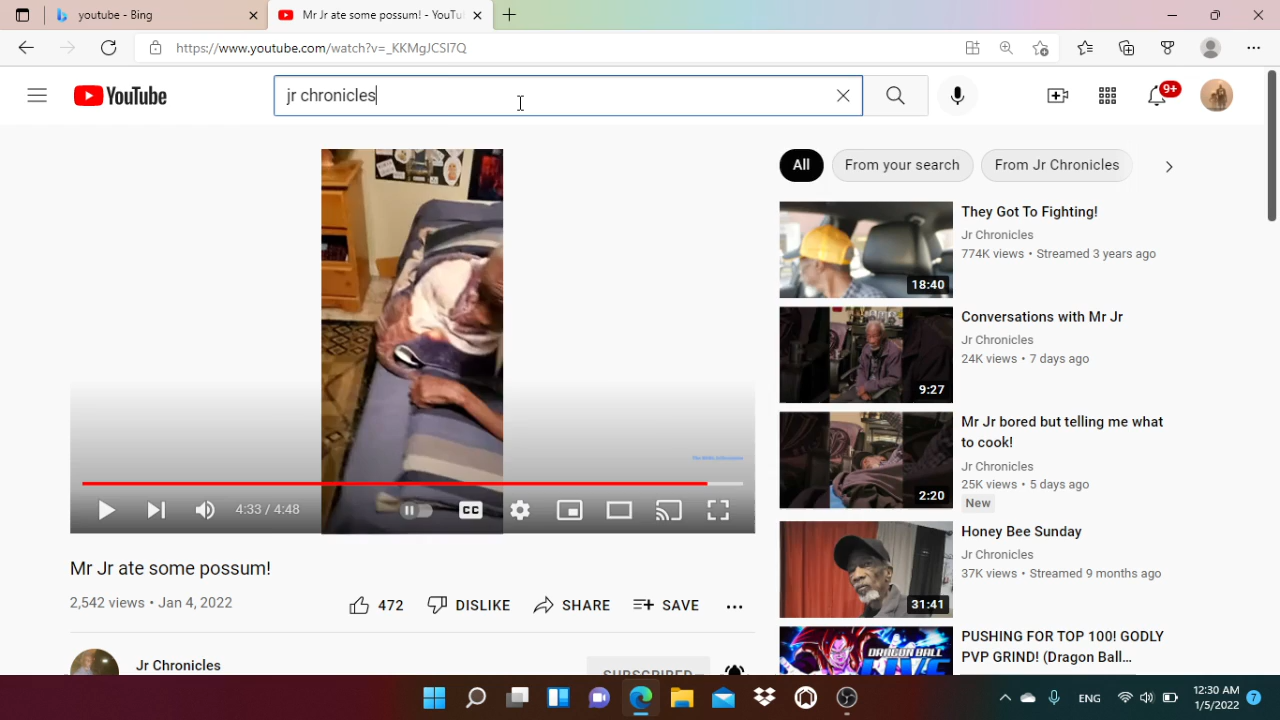 Bing
Mr Jr ate some possum! - YouTu
https://www.youtube.com/watch?v=_KKMgJCSI7Q
YouTube
jr chronicles
9+
All
From your search
From Jr Chronicles
They Got To Fighting!
Jr Chronicles
774K views • Streamed 3 years ago
18:40
Conversations with Mr Jr
Jr Chronicles
24K views • 7 days ago
9:27
Mr Jr bored but telling me what
to cook!
Jr Chronicles
25K views • 5 days ago
New
2:20
Honey Bee Sunday
Jr Chronicles
37K views • Streamed 9 months ago
31:41
PUSHING FOR TOP 100! GODLY
PVP GRIND! (Dragon Ball...
DRAGON BALL
4:33 / 4:48
CC
Mr Jr ate some possum!
2,542 views • Jan 4, 2022
472
DISLIKE
SHARE
SAVE
Jr Chronicles
SUBSCRIBED
ENG
12:30 AM
1/5/2022
7